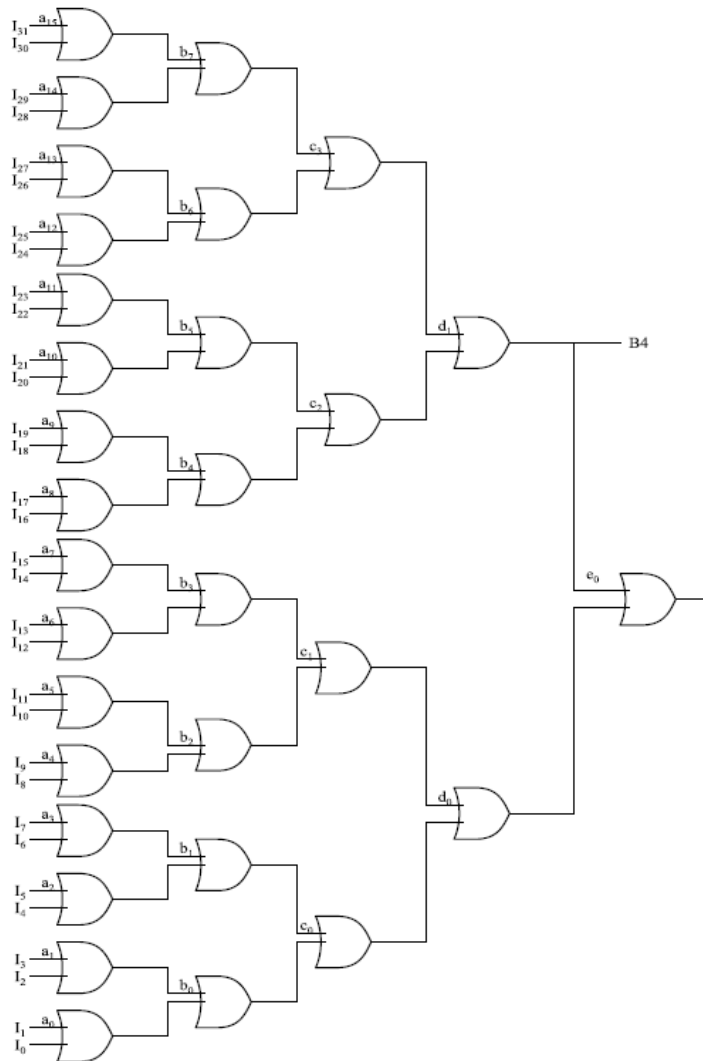 I₃₁ a₁₅
I₃₀
b₇
I₂₉ a₁₄
I₂₈
c₃
I₂₇ a₁₃
I₂₆
b₆
I₂₅ a₁₂
I₂₄
I₂₃ a₁₁
I₂₂
b₅
d₁
B4
I₂₁ a₁₀
I₂₀
c₂
I₁₉ a₉
I₁₈
b₄
I₁₇ a₈
I₁₆
I₁₅ a₇
I₁₄
b₃
e₀
I₁₃ a₆
I₁₂
c₁
I₁₁ a₅
I₁₀
b₂
I₉ a₄
I₈
d₀
I₇ a₃
I₆
b₁
I₅ a₂
I₄
c₀
I₃ a₁
I₂
b₀
I₁ a₀
I₀